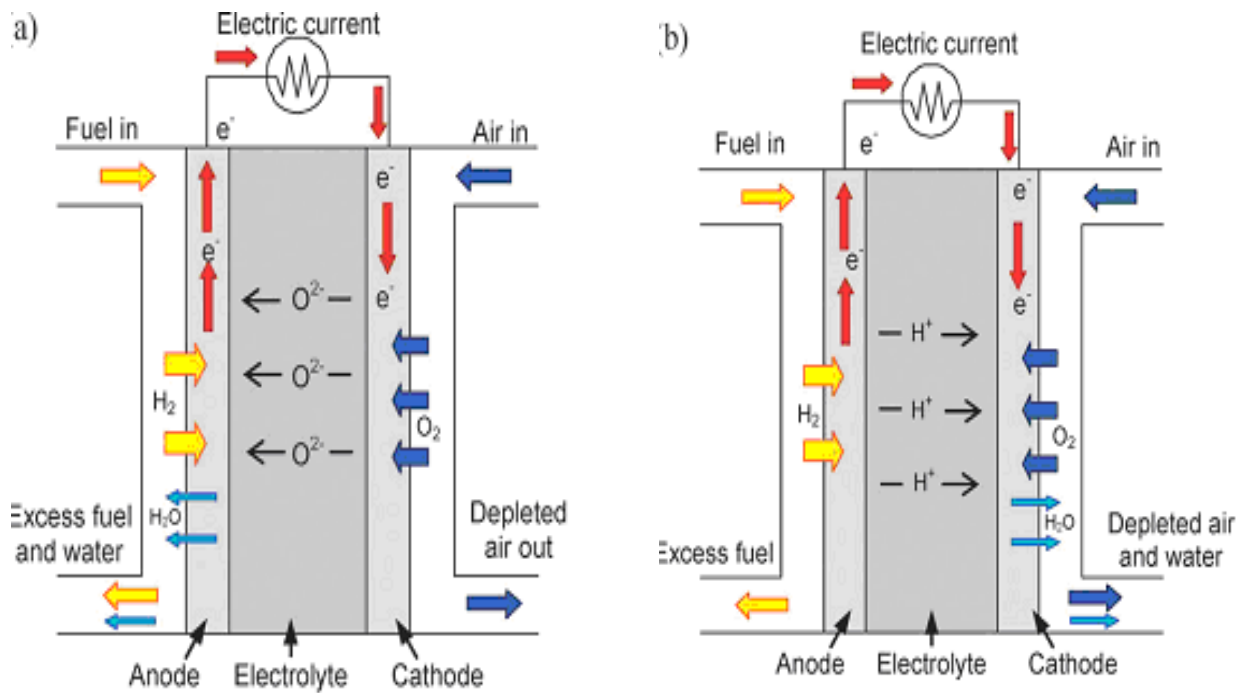 a)
Electric current
Fuel in
e⁻
Air in
e⁻
e⁻
O²⁻
e⁻
O²⁻
H₂
O₂
O²⁻
H₂O
Excess fuel
and water
Depleted
air out
Anode
Electrolyte
Cathode
(b)
Electric current
Fuel in
e⁻
Air in
e⁻
e⁻
e⁻
H⁺
H₂
H⁺
O₂
H⁺
H₂O
Excess fuel
Depleted air
and water
Anode
Electrolyte
Cathode